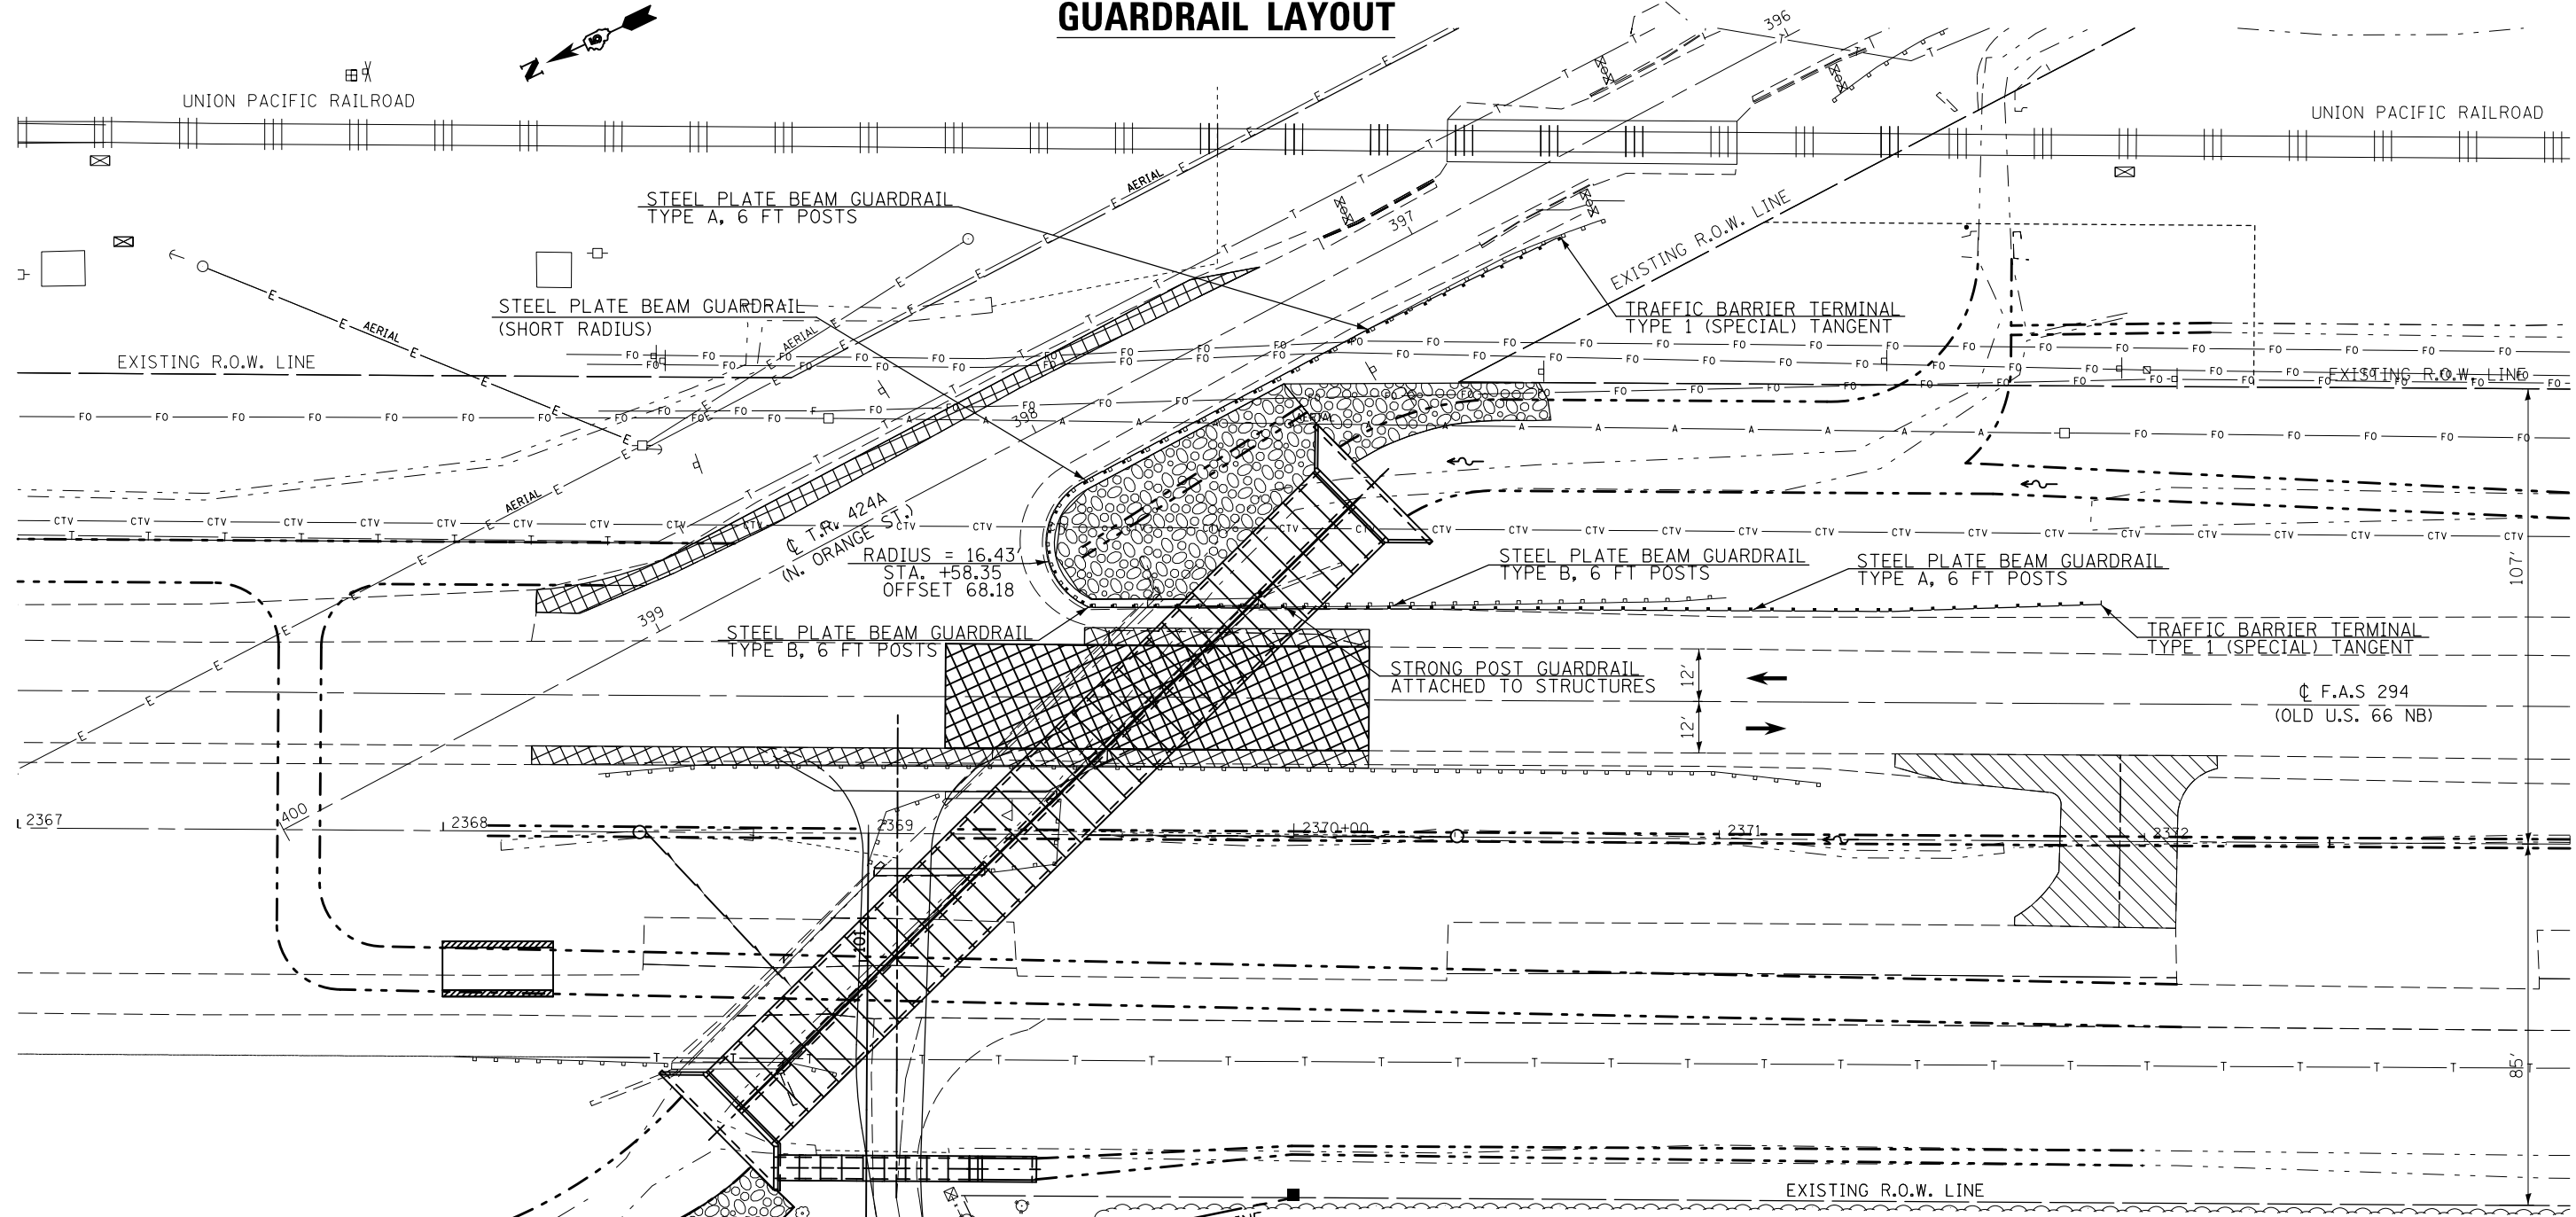 GUARDRAIL LAYOUT
N
396
UNION PACIFIC RAILROAD
UNION PACIFIC RAILROAD
AERIAL
STEEL PLATE BEAM GUARDRAIL
TYPE A, 6 FT POSTS
397
EXISTING R.O.W. LINE
STEEL PLATE BEAM GUARDRAIL
(SHORT RADIUS)
TRAFFIC BARRIER TERMINAL
TYPE 1 (SPECIAL) TANGENT
AERIAL
AERIAL
EXISTING R.O.W. LINE
EXISTING R.O.W. LINE
398
AERIAL
AERIAL
℄ T.R. 424A
(N. ORANGE ST.)
RADIUS = 16.43
STA. +58.35
OFFSET 68.18
STEEL PLATE BEAM GUARDRAIL
TYPE B, 6 FT POSTS
STEEL PLATE BEAM GUARDRAIL
TYPE A, 6 FT POSTS
107'
399
STEEL PLATE BEAM GUARDRAIL
TYPE B, 6 FT POSTS
TRAFFIC BARRIER TERMINAL
TYPE 1 (SPECIAL) TANGENT
STRONG POST GUARDRAIL
ATTACHED TO STRUCTURES
12'
12'
℄ F.A.S 294
(OLD U.S. 66 NB)
400
2367
2368
2369
2370+00
2371
2372
101
85'
EXISTING R.O.W. LINE